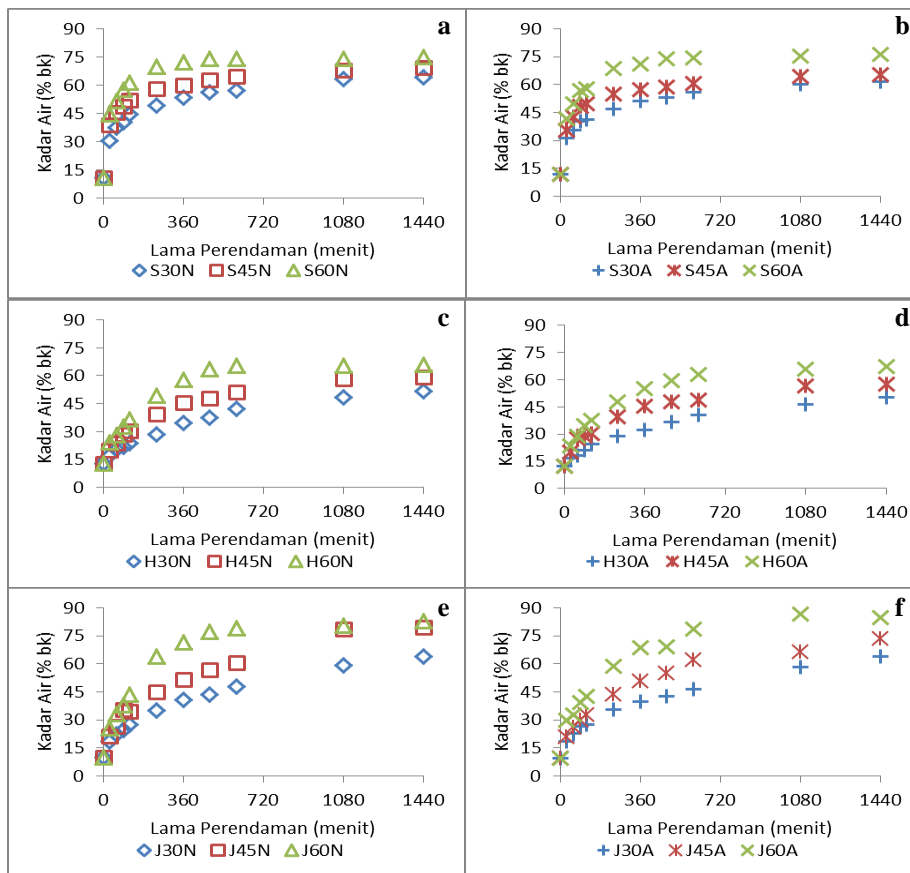 a
Kadar Air (% bk)
90
75
60
45
30
15
0
0 360 720 1080 1440
Lama Perendaman (menit)
S30N S45N S60N
b
Kadar Air (% bk)
90
75
60
45
30
15
0
0 360 720 1080 1440
Lama Perendaman (menit)
S30A S45A S60A
c
Kadar Air (% bk)
90
75
60
45
30
15
0
0 360 720 1080 1440
Lama Perendaman (menit)
H30N H45N H60N
d
Kadar Air (% bk)
90
75
60
45
30
15
0
0 360 720 1080 1440
Lama Perendaman (menit)
H30A H45A H60A
e
Kadar Air (% bk)
90
75
60
45
30
15
0
0 360 720 1080 1440
Lama Perendaman (menit)
J30N J45N J60N
f
Kadar Air (% bk)
90
75
60
45
30
15
0
0 360 720 1080 1440
Lama Perendaman (menit)
J30A J45A J60A